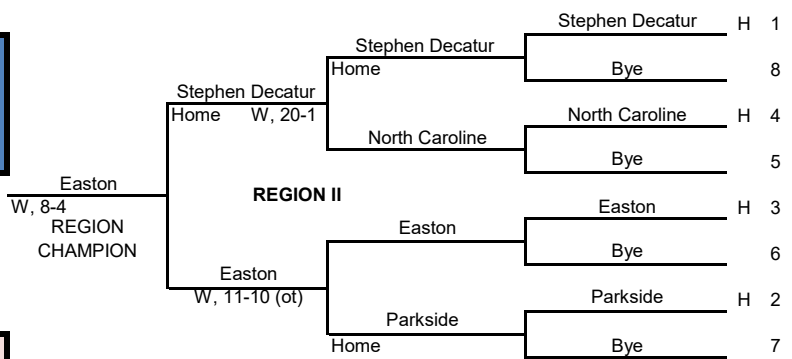 Stephen Decatur H 1
Stephen Decatur
Home Bye 8
Stephen Decatur
Home W, 20-1 North Caroline H 4
North Caroline
Bye 5
Easton
W, 8-4 REGION II Easton H 3
REGION Easton
CHAMPION Bye 6
Easton
W, 11-10 (ot) Parkside H 2
Parkside
Home Bye 7